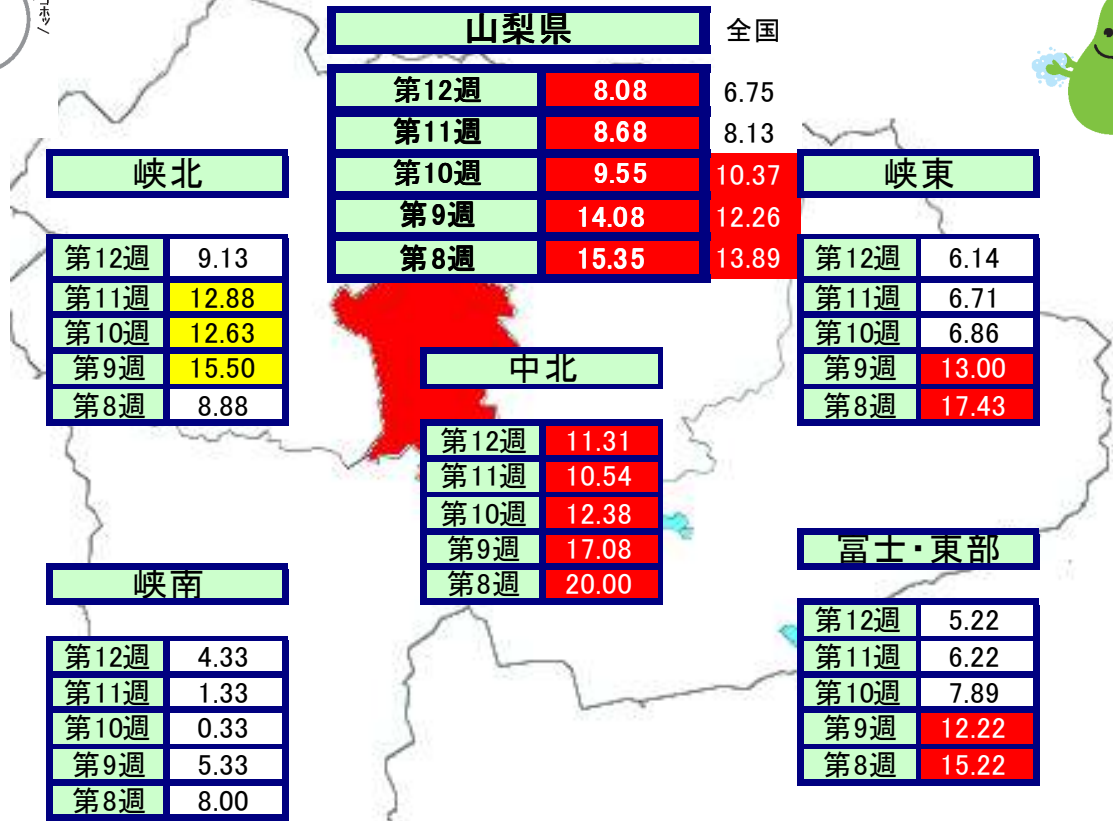 コホッ
山梨県 全国
第12週 8.08 6.75
第11週 8.68 8.13
第10週 9.55 10.37
第9週 14.08 12.26
第8週 15.35 13.89
峡北
第12週 9.13
第11週 12.88
第10週 12.63
第9週 15.50
第8週 8.88
峡東
第12週 6.14
第11週 6.71
第10週 6.86
第9週 13.00
第8週 17.43
中北
第12週 11.31
第11週 10.54
第10週 12.38
第9週 17.08
第8週 20.00
峡南
第12週 4.33
第11週 1.33
第10週 0.33
第9週 5.33
第8週 8.00
富士・東部
第12週 5.22
第11週 6.22
第10週 7.89
第9週 12.22
第8週 15.22